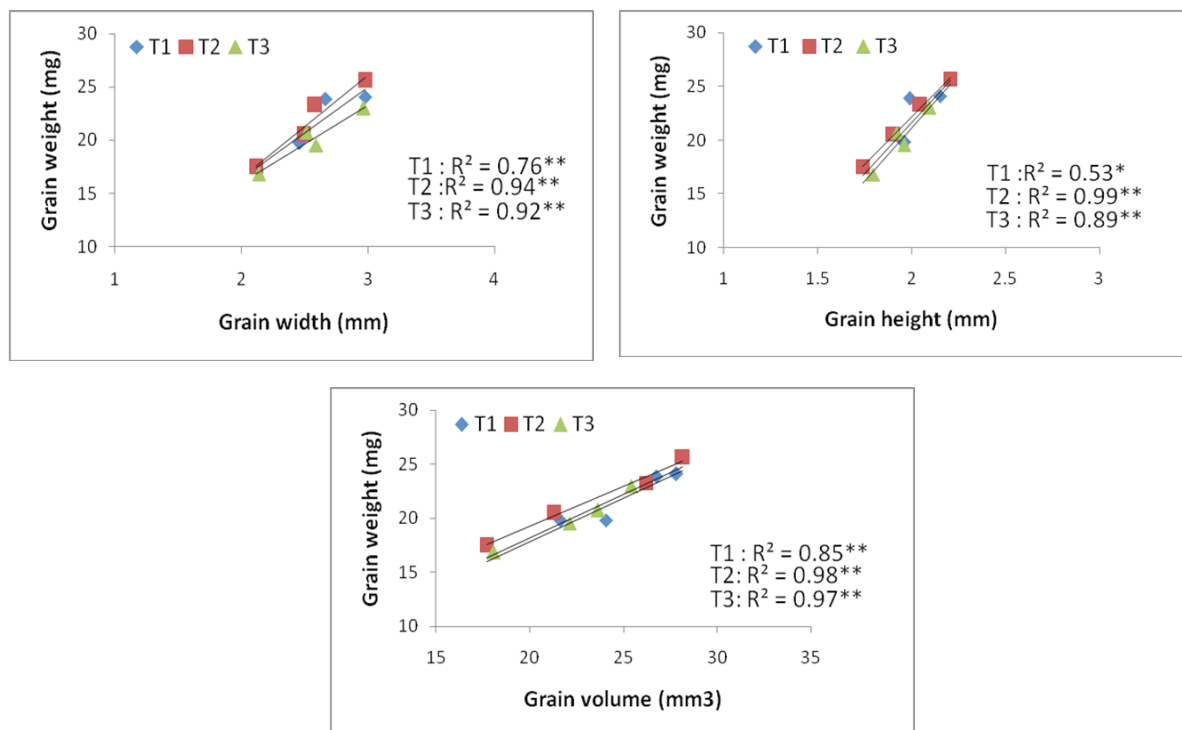 30
25
20
15
10
Grain weight (mg)
T1 T2 T3
T1 : R² = 0.76**
T2 :R² = 0.94**
T3 : R² = 0.92**
1 2 3 4
Grain width (mm)
30
25
20
15
10
Grain weight (mg)
T1 T2 T3
T1 :R² = 0.53*
T2 : R² = 0.99**
T3 : R² = 0.89**
1 1.5 2 2.5 3
Grain height (mm)
30
25
20
15
10
Grain weight (mg)
T1 T2 T3
T1 : R² = 0.85**
T2: R² = 0.98**
T3: R² = 0.97**
15 20 25 30 35
Grain volume (mm3)